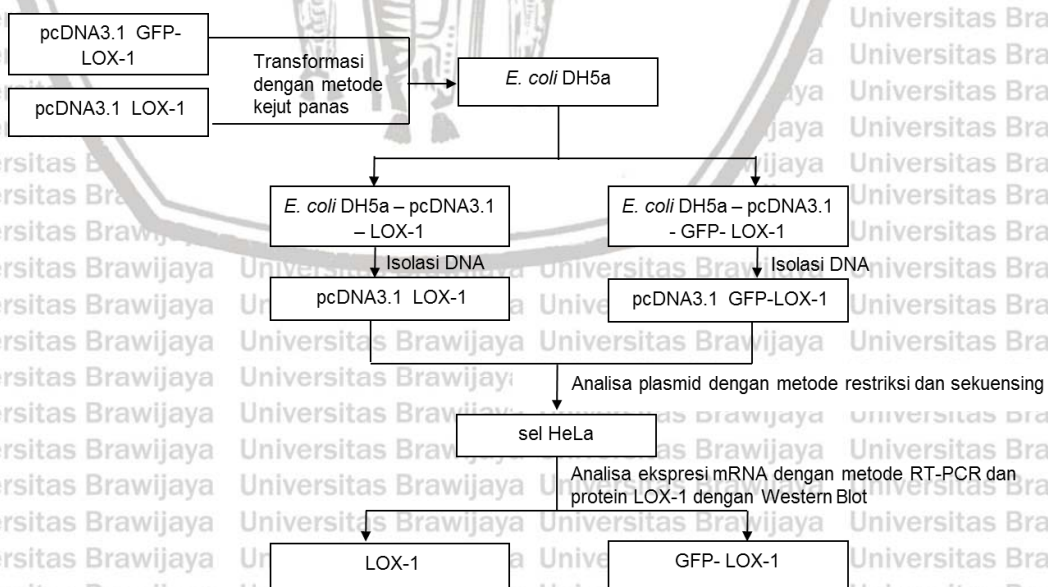 pcDNA3.1 GFP-
LOX-1
pcDNA3.1 LOX-1
Transformasi
dengan metode
kejut panas
E. coli DH5a
E. coli DH5a – pcDNA3.1
– LOX-1
E. coli DH5a – pcDNA3.1
- GFP- LOX-1
Isolasi DNA
Isolasi DNA
pcDNA3.1 LOX-1
pcDNA3.1 GFP-LOX-1
Analisa plasmid dengan metode restriksi dan sekuensing
sel HeLa
Analisa ekspresi mRNA dengan metode RT-PCR dan
protein LOX-1 dengan Western Blot
LOX-1
GFP- LOX-1